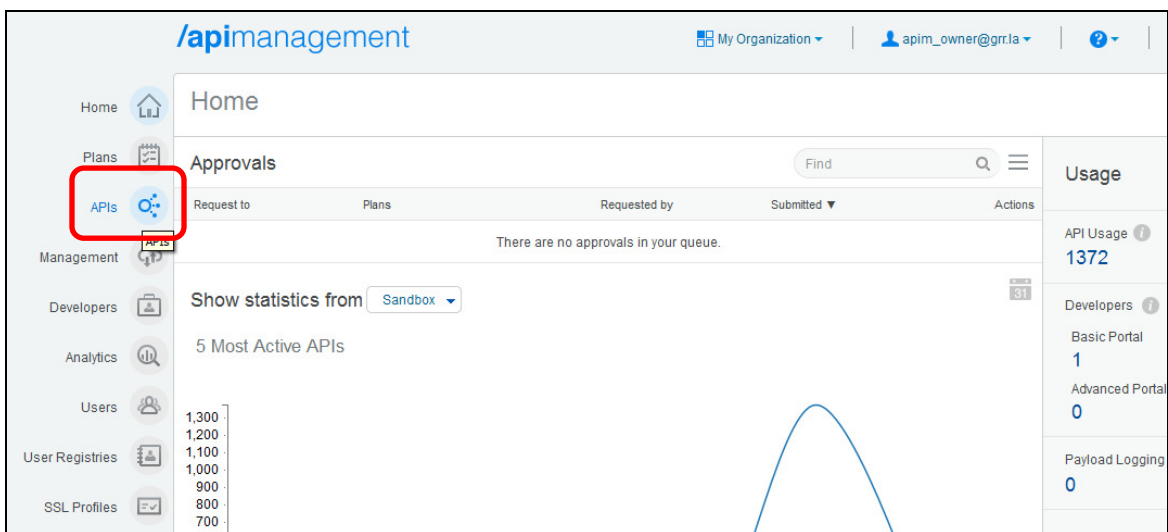 /apimanagement
My Organization
apim_owner@grr.la
?
Home
Plans
APIs
APIs
Management
Developers
Analytics
Users
User Registries
SSL Profiles
Home
Approvals
Find
Request to Plans Requested by Submitted ▼ Actions
There are no approvals in your queue.
Show statistics from Sandbox
31
5 Most Active APIs
1,300
1,200
1,100
1,000
900
800
700
Usage
API Usage i
1372
Developers i
Basic Portal
1
Advanced Portal
0
Payload Logging
0